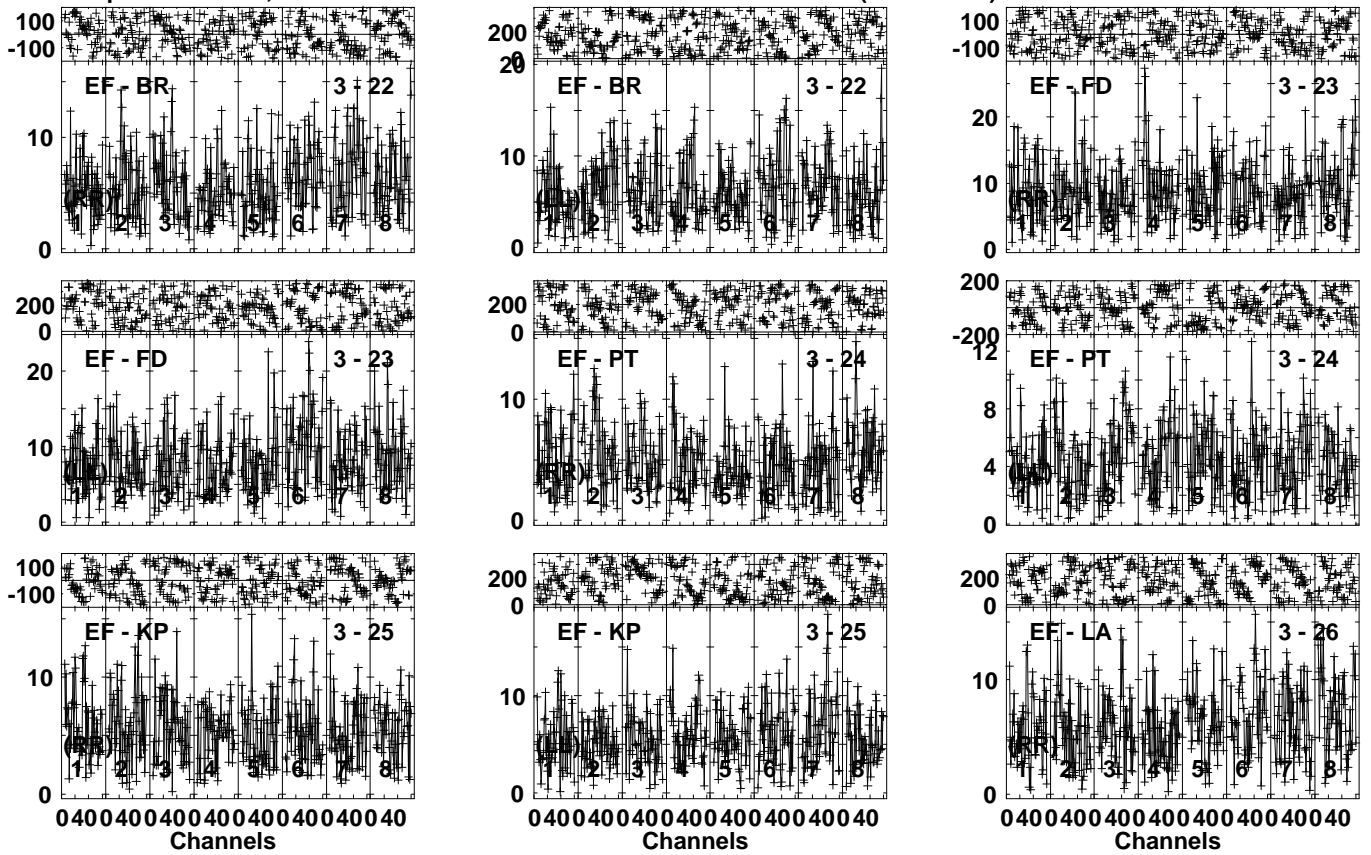 100 200 100
-100 0 -100
EF - BR 3 - 22 20 EF - BR 3 - 22 EF - FD 3 - 23
20
10 10 10
(RR) (LL) (RR)
1 2 3 4 5 6 7 8 1 2 3 4 5 6 7 8 1 2 3 4 5 6 7 8
0 0 0
200 200 200
0 0 -200
EF - FD 3 - 23 EF - PT 3 - 24 12 EF - PT 3 - 24
20 10 8
10 4
(LL) (RR) (LL)
1 2 3 4 5 6 7 8 1 2 3 4 5 6 7 8 1 2 3 4 5 6 7 8
0 0 0
100 200 200
-100 0 0
EF - KP 3 - 25 EF - KP 3 - 25 EF - LA 3 - 26
10 10 10
(RR) (LL) (RR)
1 2 3 4 5 6 7 8 1 2 3 4 5 6 7 8 1 2 3 4 5 6 7 8
0 0 0
0 40 0 40 0 40 0 40 0 40 0 40 0 40 0 40 0 40 0 40 0 40 0 40 0 40 0 40 0 40 0 40 0 40 0 40 0 40 0 40 0 40 0 40 0 40 0 40
Channels Channels Channels